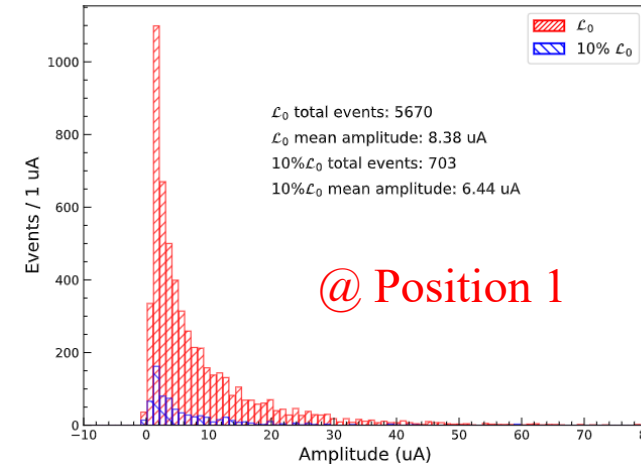 ℒ₀
10% ℒ₀
ℒ₀ total events: 5670
ℒ₀ mean amplitude: 8.38 uA
10%ℒ₀ total events: 703
10%ℒ₀ mean amplitude: 6.44 uA
@ Position 1
Events / 1 uA
1000
800
600
400
200
0
−10 0 10 20 30 40 50 60 70
Amplitude (uA)